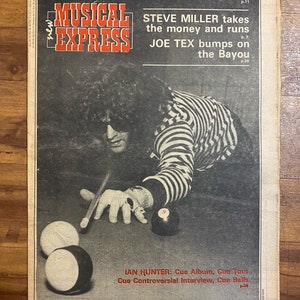 new
MUSICAL
EXPRESS
p.11
STEVE MILLER takes
the money and runs
JOE TEX bumps on
the Bayou
IAN HUNTER: Cue Album, Cue Tour,
Cue Controversial Interview, Cue Balls